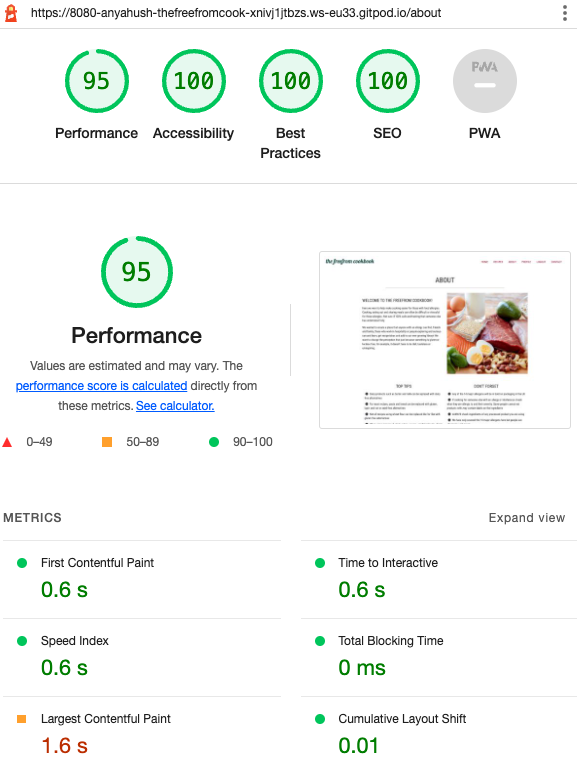 https://8080-anyahush-thefreefromcook-xnivj1jtbzs.ws-eu33.gitpod.io/about
95
100
100
100
PWA
Performance
Accessibility
Best
Practices
SEO
PWA
95
Performance
Values are estimated and may vary. The
performance score is calculated directly from
these metrics. See calculator.
0–49
50–89
90–100
the freefrom cookbook
ABOUT
WELCOME TO THE FREEFROM COOKBOOK!
TOP TIPS
DON'T FORGET
METRICS
Expand view
First Contentful Paint
0.6 s
Time to Interactive
0.6 s
Speed Index
0.6 s
Total Blocking Time
0 ms
Largest Contentful Paint
1.6 s
Cumulative Layout Shift
0.01